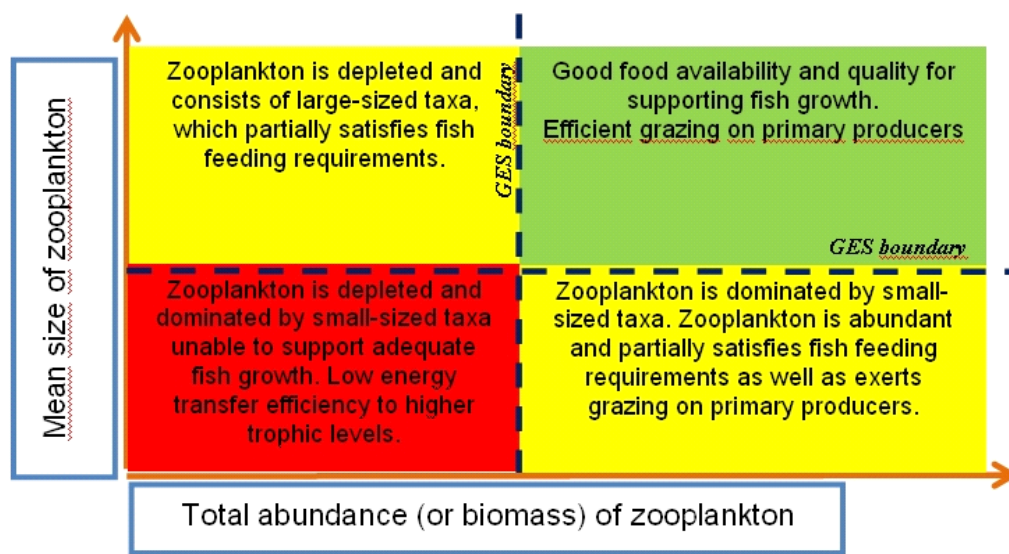 Mean size of zooplankton
Zooplankton is depleted and
consists of large-sized taxa,
which partially satisfies fish
feeding requirements.
GES boundary
Good food availability and quality for
supporting fish growth.
Efficient grazing on primary producers
GES boundary
Zooplankton is depleted and
dominated by small-sized taxa
unable to support adequate
fish growth. Low energy
transfer efficiency to higher
trophic levels.
Zooplankton is dominated by small-
sized taxa. Zooplankton is abundant
and partially satisfies fish feeding
requirements as well as exerts
grazing on primary producers.
Total abundance (or biomass) of zooplankton